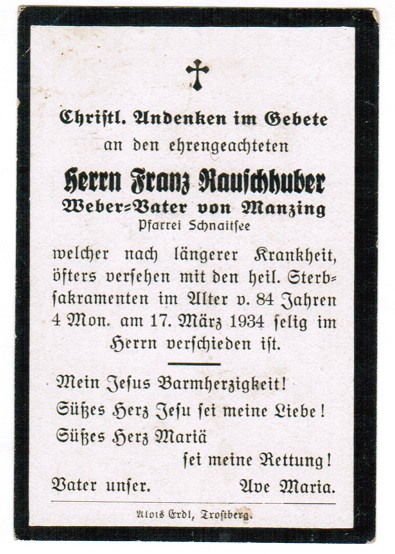 Christl. Andenken im Gebete
an den ehrengeachteten
Herrn Franz Rauschhuber
Weber-Vater von Manzing
Pfarrei Schnaitsee
welcher nach längerer Krankheit,
öfters versehen mit den heil. Sterb-
sakramenten im Alter v. 84 Jahren
4 Mon. am 17. März 1934 selig im
Herrn verschieden ist.
Mein Jesus Barmherzigkeit!
Süßes Herz Jesu sei meine Liebe!
Süßes Herz Mariä
sei meine Rettung!
Vater unser. Ave Maria.
Alois Erdl, Trostberg.